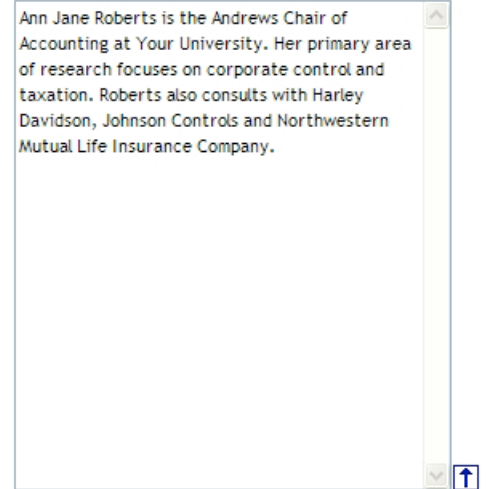 Ann Jane Roberts is the Andrews Chair of
Accounting at Your University. Her primary area
of research focuses on corporate control and
taxation. Roberts also consults with Harley
Davidson, Johnson Controls and Northwestern
Mutual Life Insurance Company.